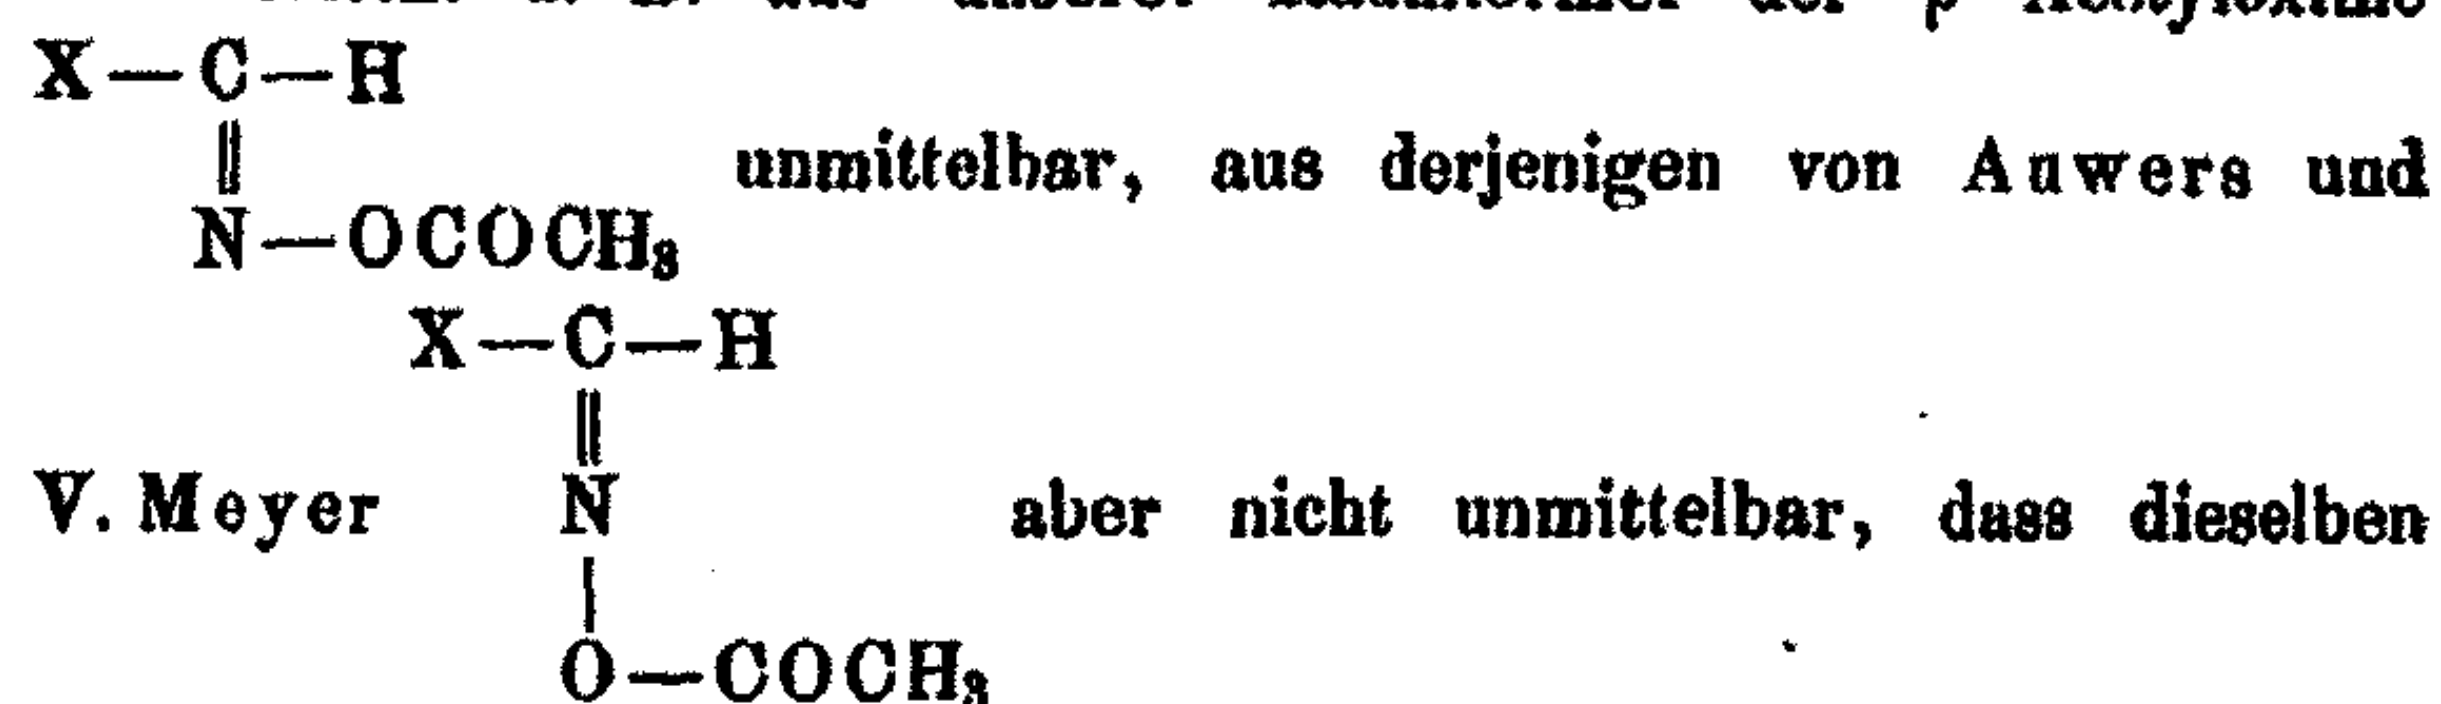 X—C—H
‖
unmittelbar, aus derjenigen von Auwers und
N—OCOCH₃
X—C—H
‖
V. Meyer N aber nicht unmittelbar, dass dieselben
|
O—COCH₃